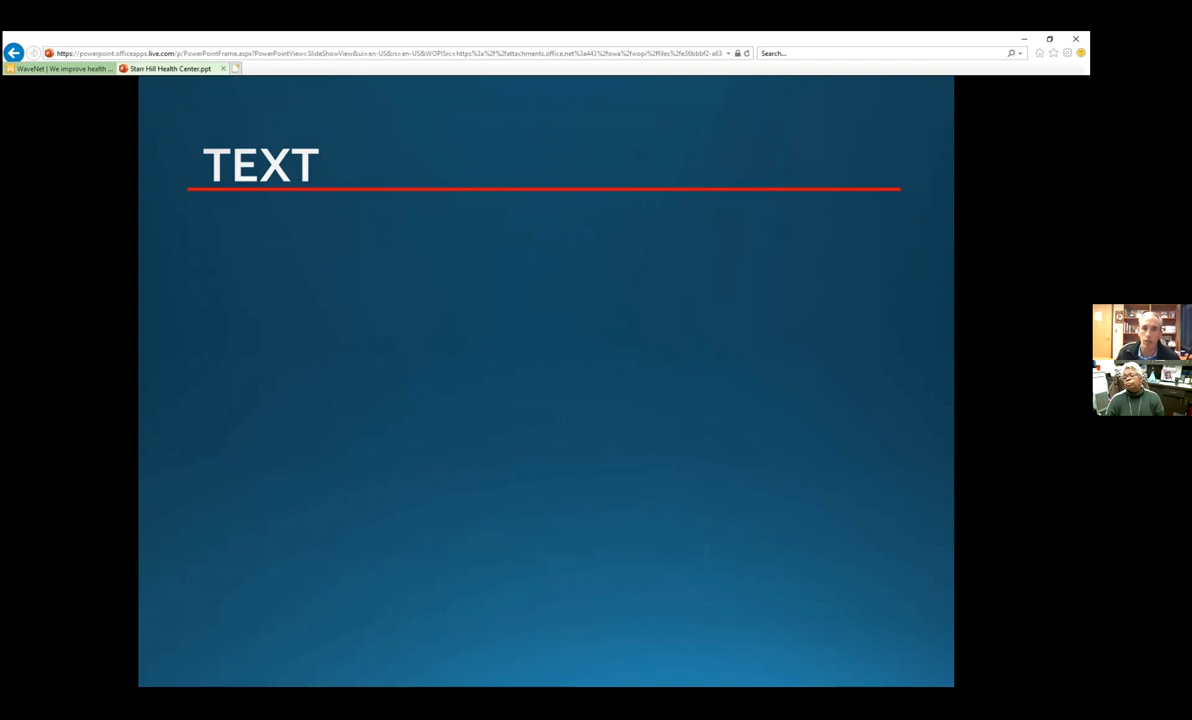 https://powerpoint.officeapps.live.com/p/PowerPointFrame.aspx?PowerPointView=SlideShowView&ui=en-US&rs=en-US&WOPISrc=https%3a%2f%2fattachments.office.net%3a443%2fowa%2fwopi%2ffiles%2fe36bbbf2-a63
Search...
WaveNet | We improve health ...
Starr Hill Health Center.ppt
TEXT